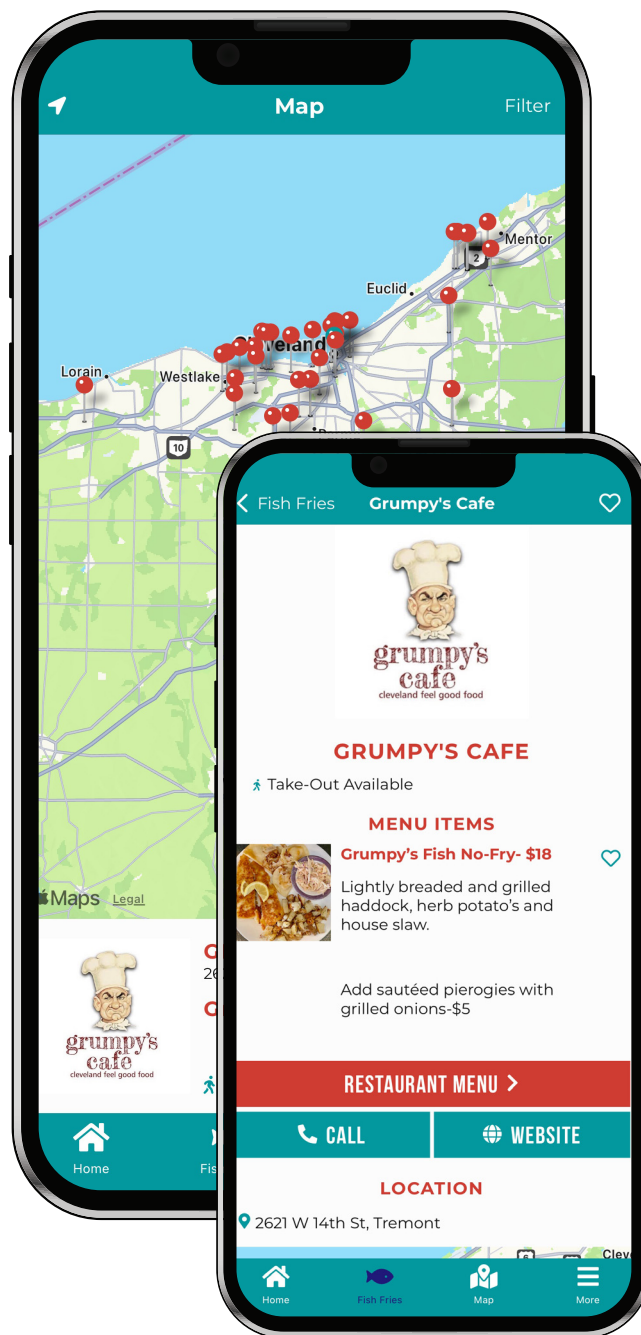 Map
Filter
Mentor
2
Euclid
Lorain
Westlake
10
Maps Legal
grumpy's
cafe
cleveland feel good food
Home
Fish Fries
Grumpy's Cafe
grumpy's
cafe
cleveland feel good food
GRUMPY'S CAFE
Take-Out Available
MENU ITEMS
Grumpy’s Fish No-Fry- $18
Lightly breaded and grilled
haddock, herb potato’s and
house slaw.
Add sautéed pierogies with
grilled onions-$5
RESTAURANT MENU >
CALL
WEBSITE
LOCATION
2621 W 14th St, Tremont
Home
Fish Fries
Map
More